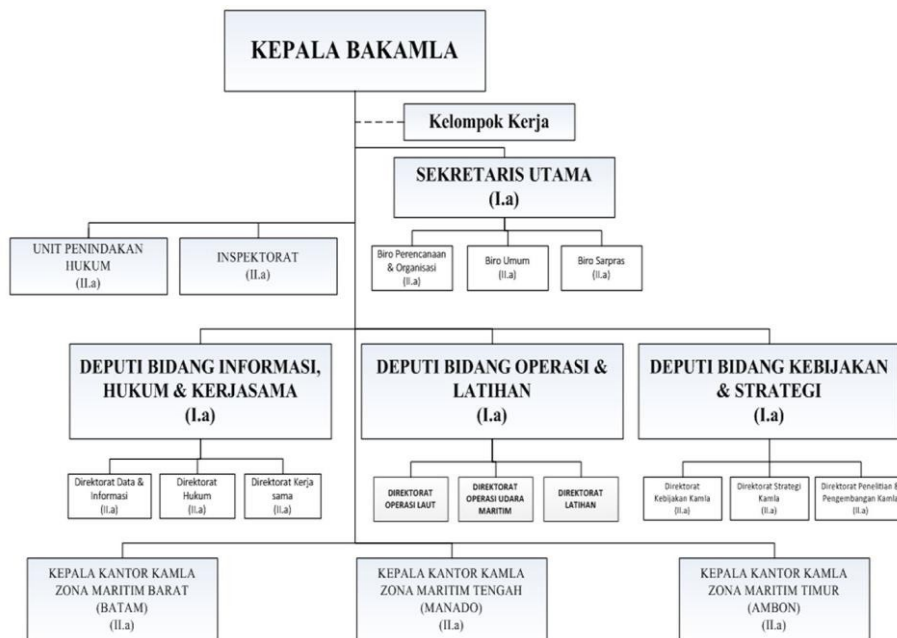 KEPALA BAKAMLA
Kelompok Kerja
SEKRETARIS UTAMA
(I.a)
UNIT PENINDAKAN
HUKUM
(II.a)
INSPEKTORAT
(II.a)
Biro Perencanaan
& Organisasi
(II.a)
Biro Umum
(II.a)
Biro Sarpras
(II.a)
DEPUTI BIDANG INFORMASI,
HUKUM & KERJASAMA
(I.a)
DEPUTI BIDANG OPERASI &
LATIHAN
(I.a)
DEPUTI BIDANG KEBIJAKAN
& STRATEGI
(I.a)
Direktorat Data &
Informasi
(II.a)
Direktorat
Hukum
(II.a)
Direktorat Kerja
sama
(II.a)
DIREKTORAT
OPERASI LAUT
DIREKTORAT
OPERASI UDARA
MARITIM
DIREKTORAT
LATIHAN
Direktorat
Kebijakan Kamla
(II.a)
Direktorat Strategi
Kamla
(II.a)
Direktorat Penelitian &
Pengembangan Kamla
(II.a)
KEPALA KANTOR KAMLA
ZONA MARITIM BARAT
(BATAM)
(II.a)
KEPALA KANTOR KAMLA
ZONA MARITIM TENGAH
(MANADO)
(II.a)
KEPALA KANTOR KAMLA
ZONA MARITIM TIMUR
(AMBON)
(II.a)